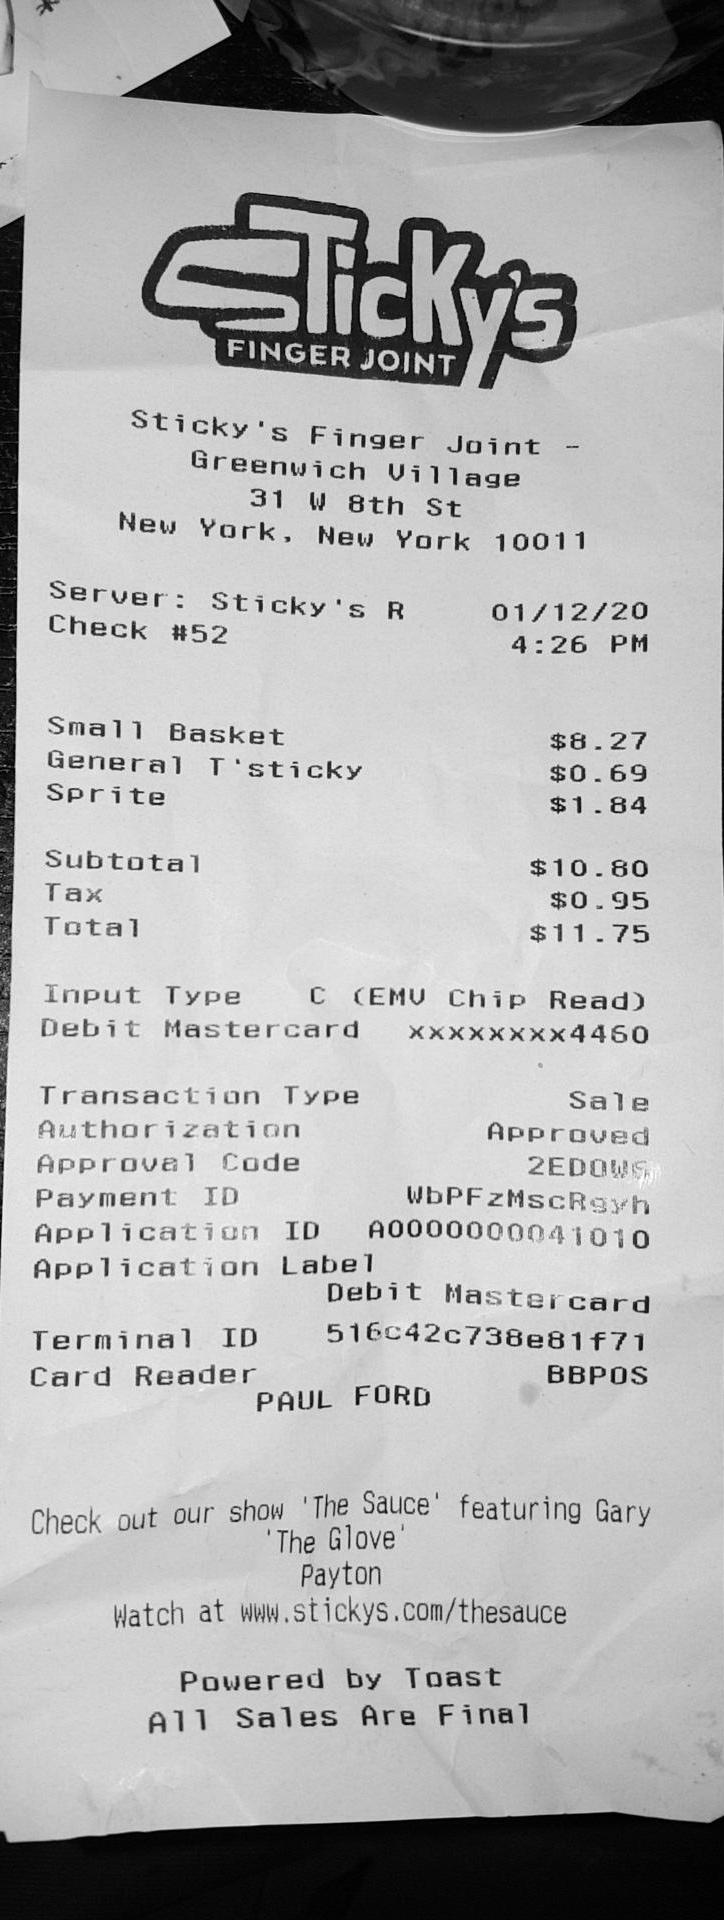 Sticky's
FINGER JOINT
Sticky's Finger Joint -
Greenwich Village
31 W 8th St
New York, New York 10011
Server: Sticky's R 01/12/20
Check #52 4:26 PM
Small Basket $8.27
General T'sticky $0.69
Sprite $1.84
Subtotal $10.80
Tax $0.95
Total $11.75
Input Type C (EMV Chip Read)
Debit Mastercard xxxxxxxx4460
Transaction Type Sale
Authorization Approved
Approval Code
Payment ID WbPFzMscRgyh
Application ID A0000000041010
Application Label
Debit Mastercard
Terminal ID 516c42c738e81f71
Card Reader BBPOS
PAUL FORD
Check out our show 'The Sauce' featuring Gary
'The Glove'
Payton
Watch at www.stickys.com/thesauce
Powered by Toast
All Sales Are Final